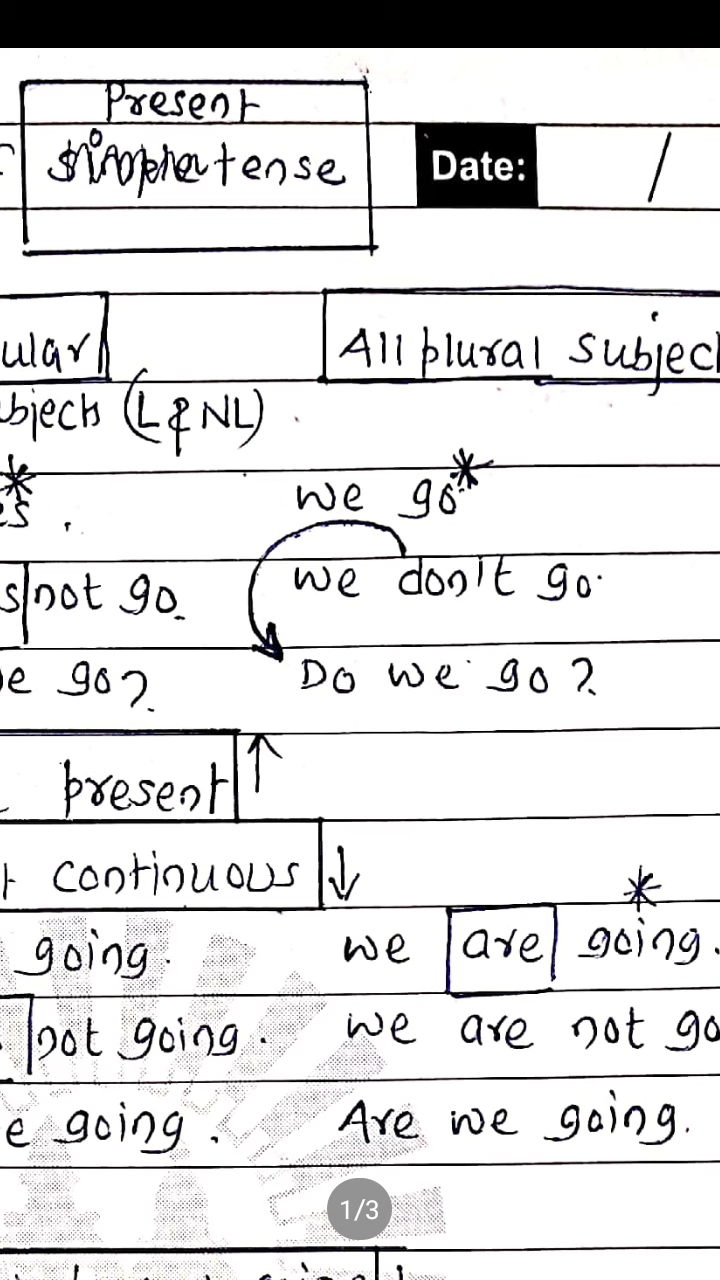 Present
simple tense
Date: /
ular
All plural Subject
ubjects (L & NL)
es.
we go
s not go.
we don't go.
e go?
Do we go?
present ↑
t continuous ↓
going.
we are going.
not going.
we are not go
e going.
Are we going.
1/3